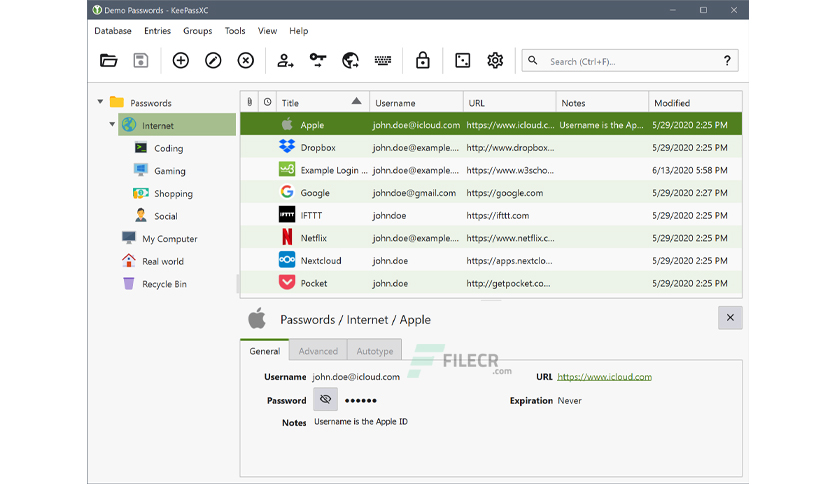 Demo Passwords - KeePassXC
Database Entries Groups Tools View Help
Search (Ctrl+F)... ?
Passwords
Internet
Coding
Gaming
Shopping
Social
My Computer
Real world
Recycle Bin
Title Username URL Notes Modified
Apple john.doe@icloud.com https://www.icloud.c... Username is the Ap... 5/29/2020 2:25 PM
Dropbox john.doe@example.... http://www.dropbox... 5/29/2020 2:25 PM
Example Login ... john.doe@example.... https://www.w3scho... 6/13/2020 5:58 PM
Google johndoe@gmail.com https://google.com 5/29/2020 2:27 PM
IFTTT IFTTT johndoe https://ifttt.com 5/29/2020 2:25 PM
Netflix john.doe@example.... https://www.netflix.c... 5/29/2020 2:25 PM
Nextcloud john.doe https://apps.nextclo... 5/29/2020 2:25 PM
Pocket john.doe http://getpocket.co... 5/29/2020 2:25 PM
Passwords / Internet / Apple
General Advanced Autotype
FILECR
.com
Username john.doe@icloud.com URL https://www.icloud.com
Password ●●●●●● Expiration Never
Notes Username is the Apple ID